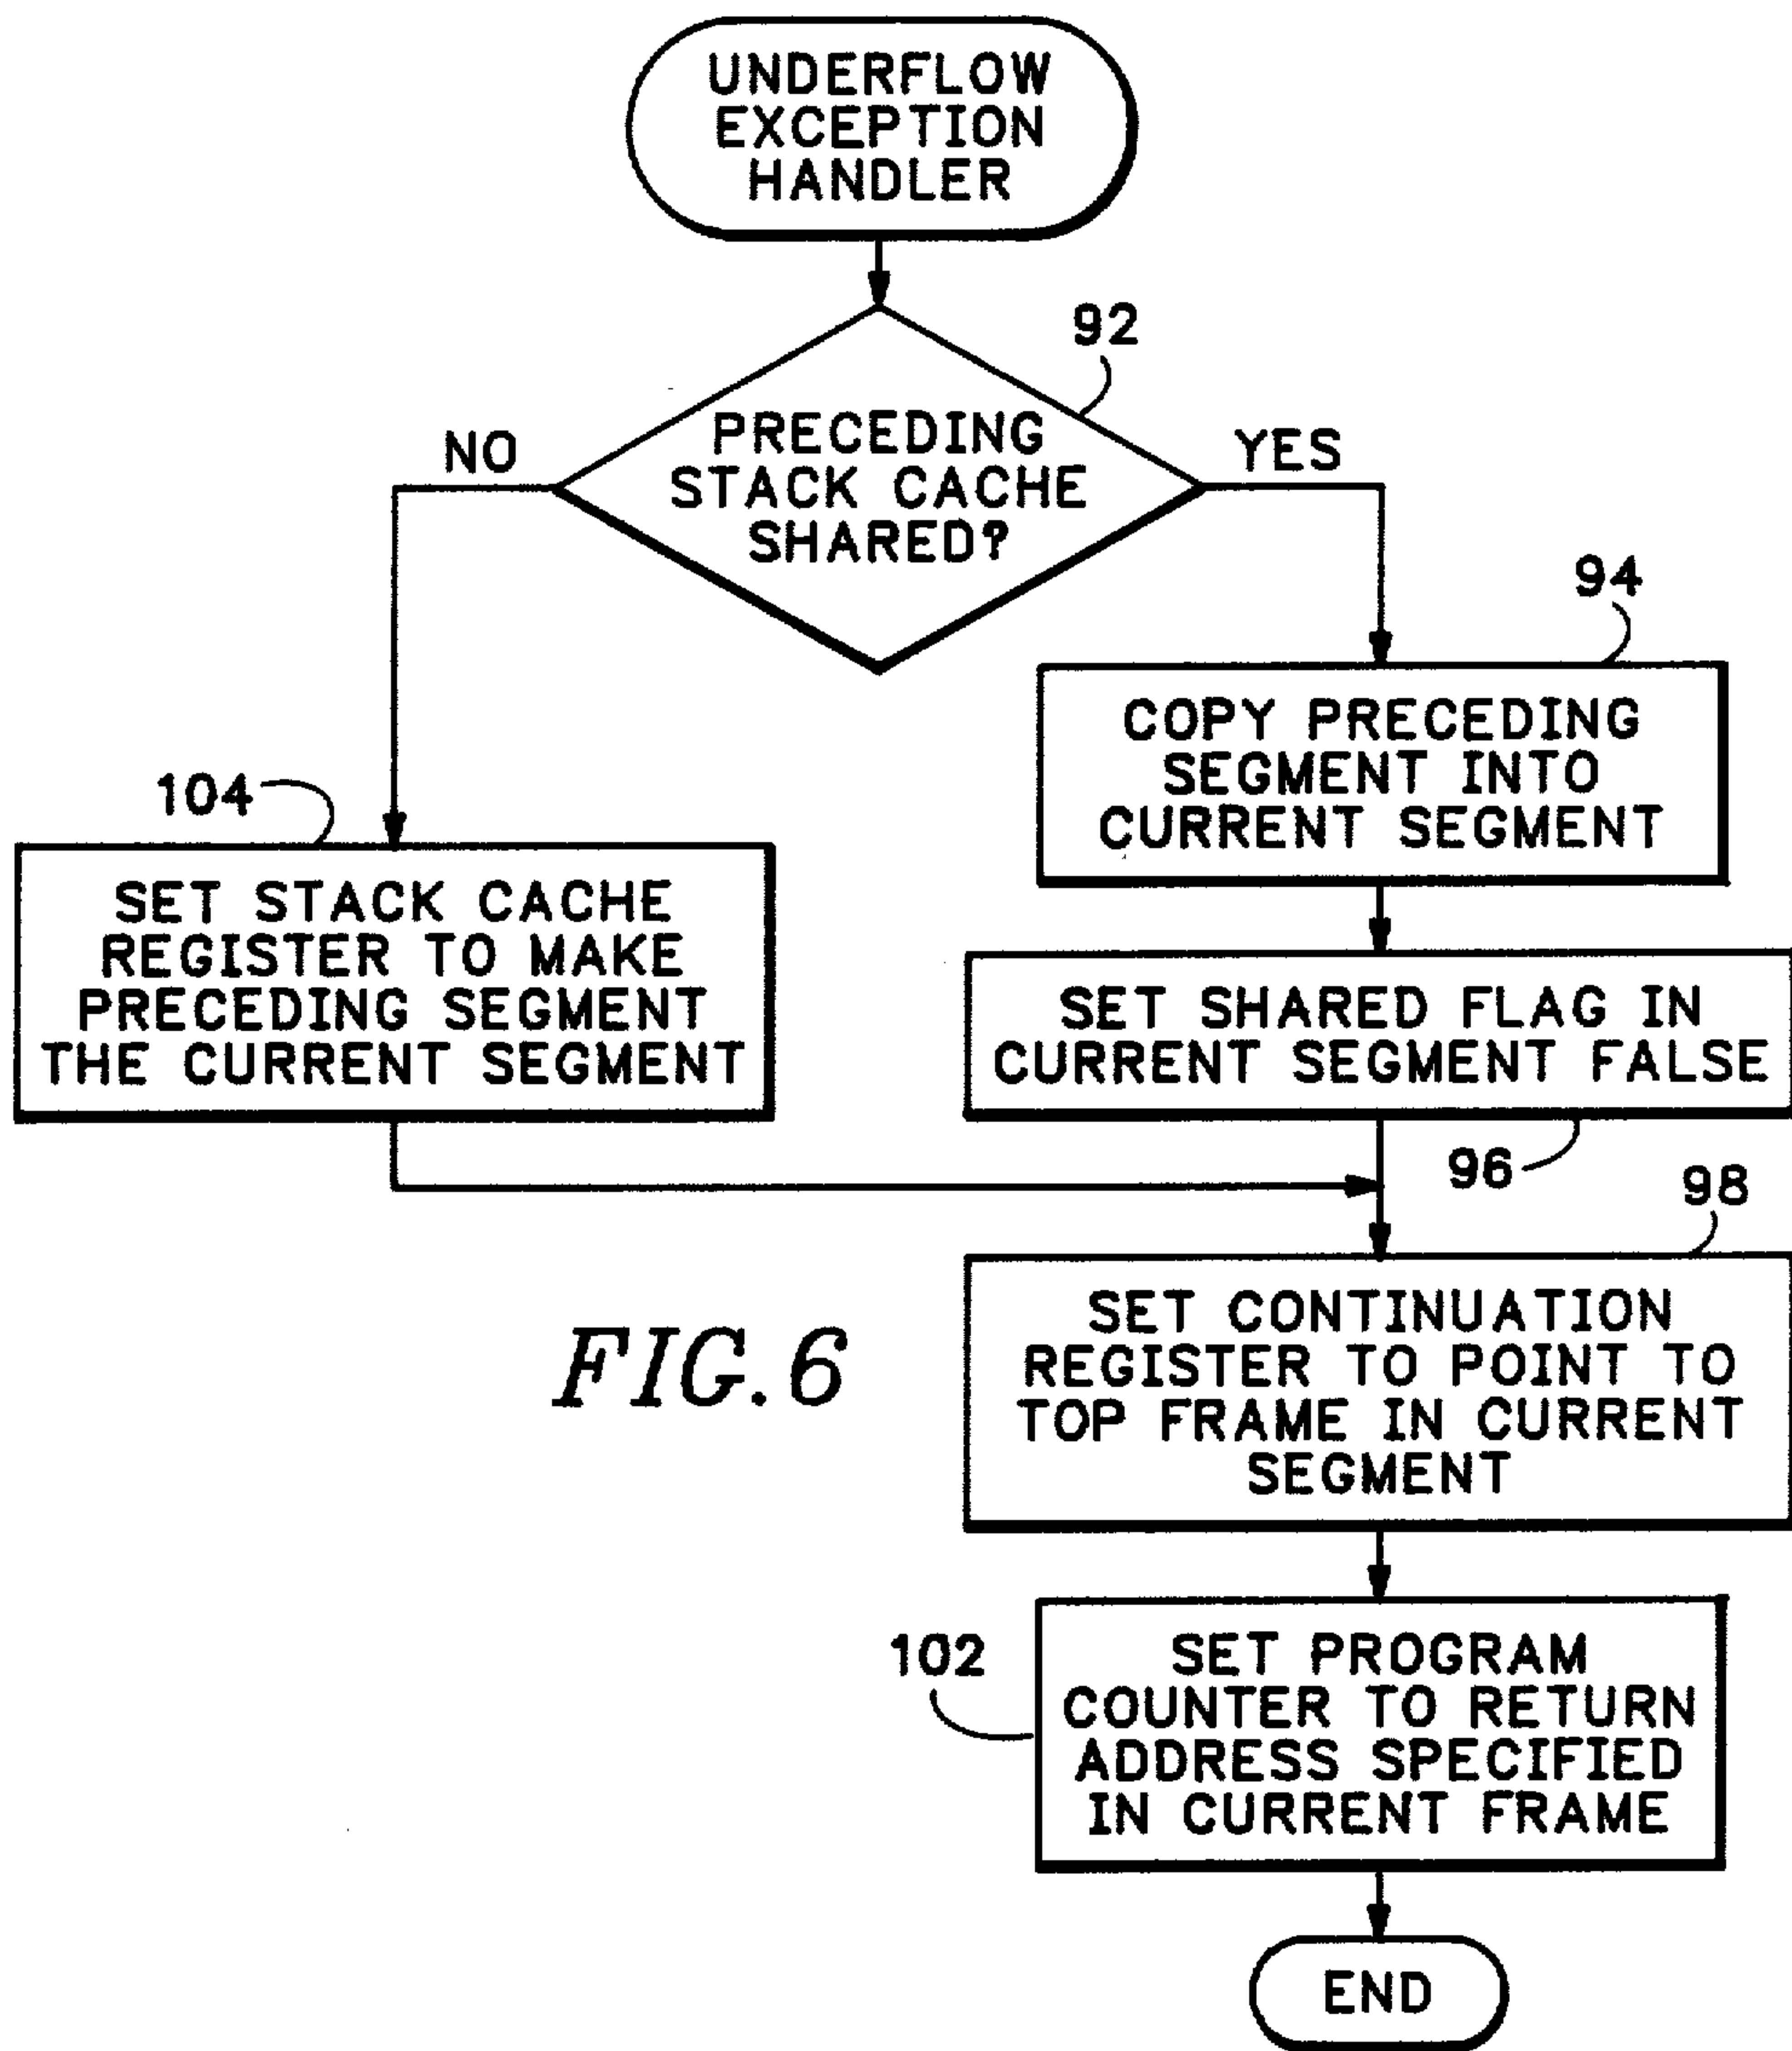 UNDERFLOW
EXCEPTION
HANDLER
92
PRECEDING
STACK CACHE
SHARED?
NO
YES
94
COPY PRECEDING
SEGMENT INTO
CURRENT SEGMENT
104
SET STACK CACHE
REGISTER TO MAKE
PRECEDING SEGMENT
THE CURRENT SEGMENT
SET SHARED FLAG IN
CURRENT SEGMENT FALSE
96
98
SET CONTINUATION
REGISTER TO POINT TO
TOP FRAME IN CURRENT
SEGMENT
FIG.6
102
SET PROGRAM
COUNTER TO RETURN
ADDRESS SPECIFIED
IN CURRENT FRAME
END